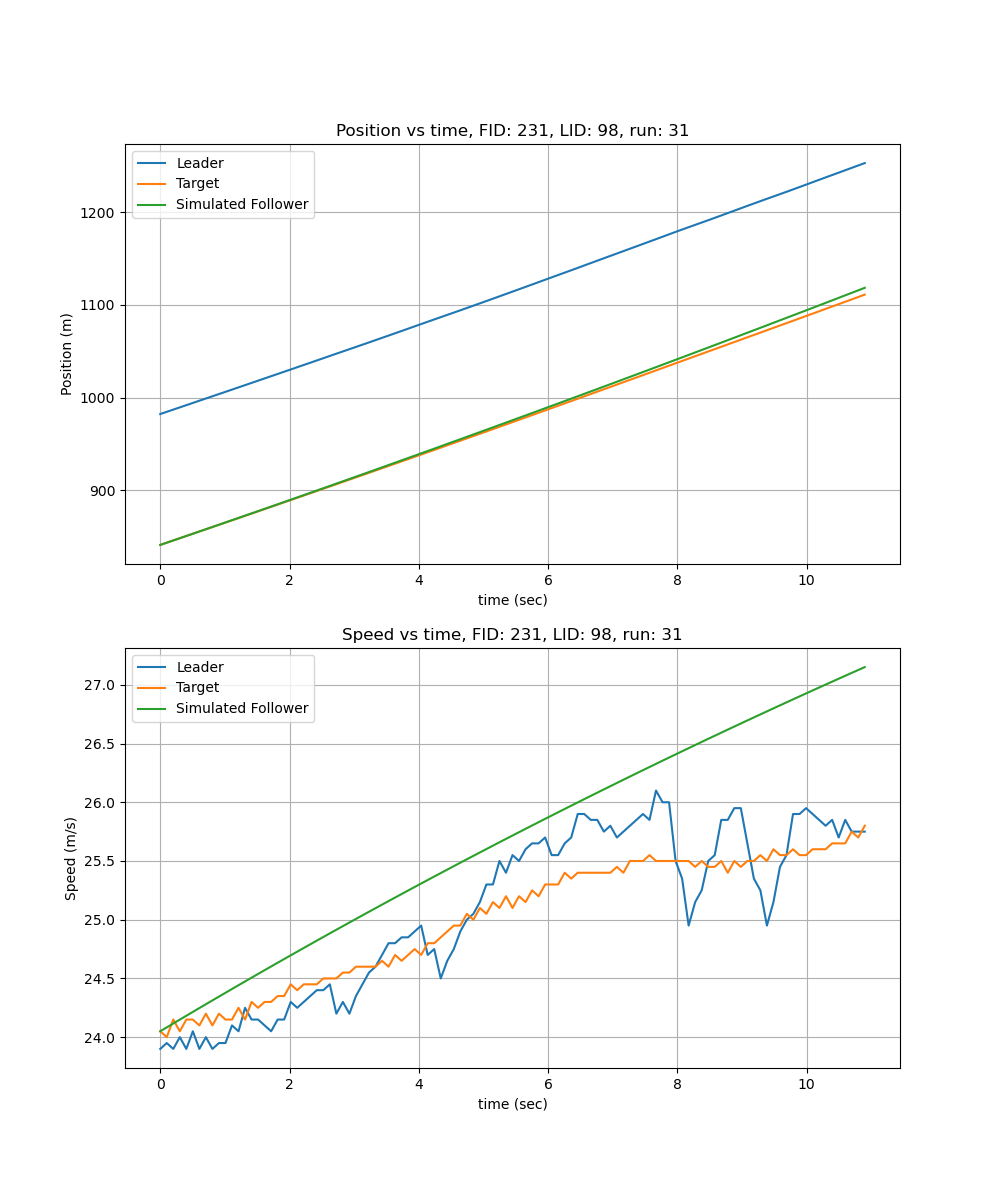 Position vs time, FID: 231, LID: 98, run: 31
Leader
Target
Simulated Follower
1200
1100
1000
900
Position (m)
0 2 4 6 8 10
time (sec)
Speed vs time, FID: 231, LID: 98, run: 31
Leader
Target
Simulated Follower
27.0
26.5
26.0
25.5
25.0
24.5
24.0
Speed (m/s)
0 2 4 6 8 10
time (sec)